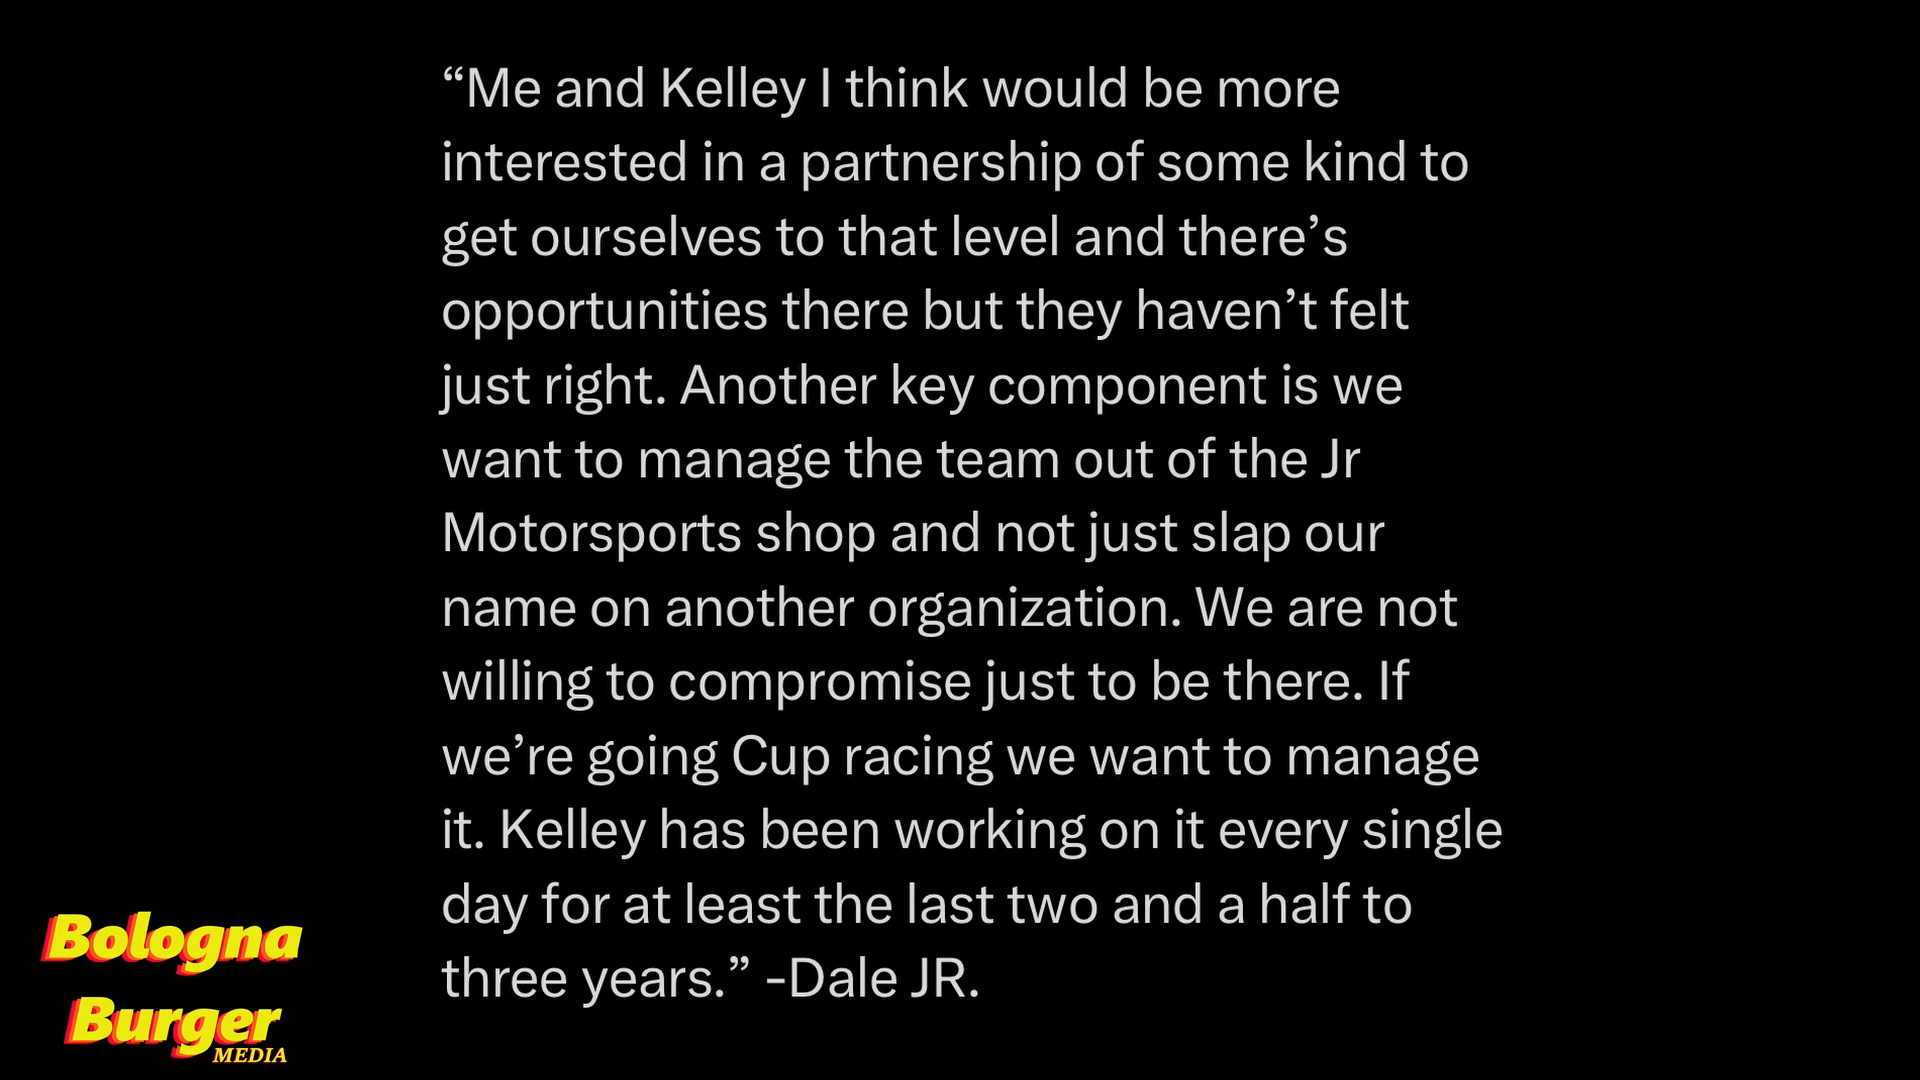 “Me and Kelley I think would be more
interested in a partnership of some kind to
get ourselves to that level and there’s
opportunities there but they haven’t felt
just right. Another key component is we
want to manage the team out of the Jr
Motorsports shop and not just slap our
name on another organization. We are not
willing to compromise just to be there. If
we’re going Cup racing we want to manage
it. Kelley has been working on it every single
day for at least the last two and a half to
three years.” -Dale JR.
Bologna
Burger
MEDIA